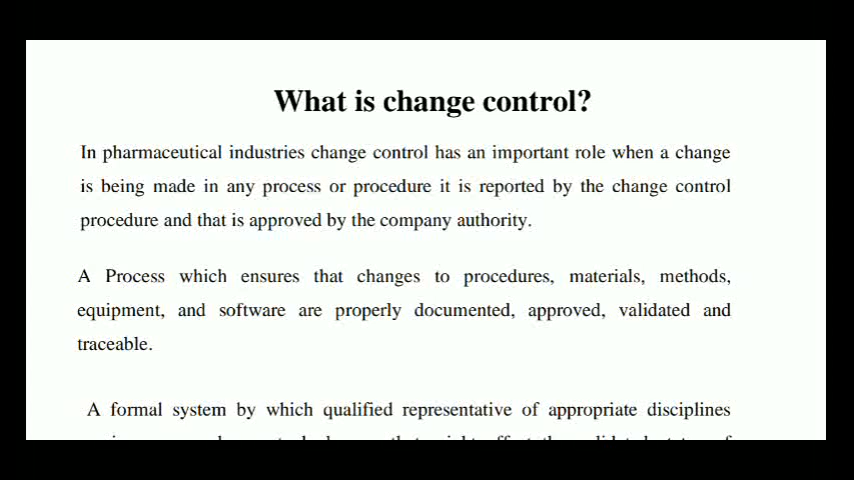 What is change control?
In pharmaceutical industries change control has an important role when a change
is being made in any process or procedure it is reported by the change control
procedure and that is approved by the company authority.
A Process which ensures that changes to procedures, materials, methods,
equipment, and software are properly documented, approved, validated and
traceable.
A formal system by which qualified representative of appropriate disciplines